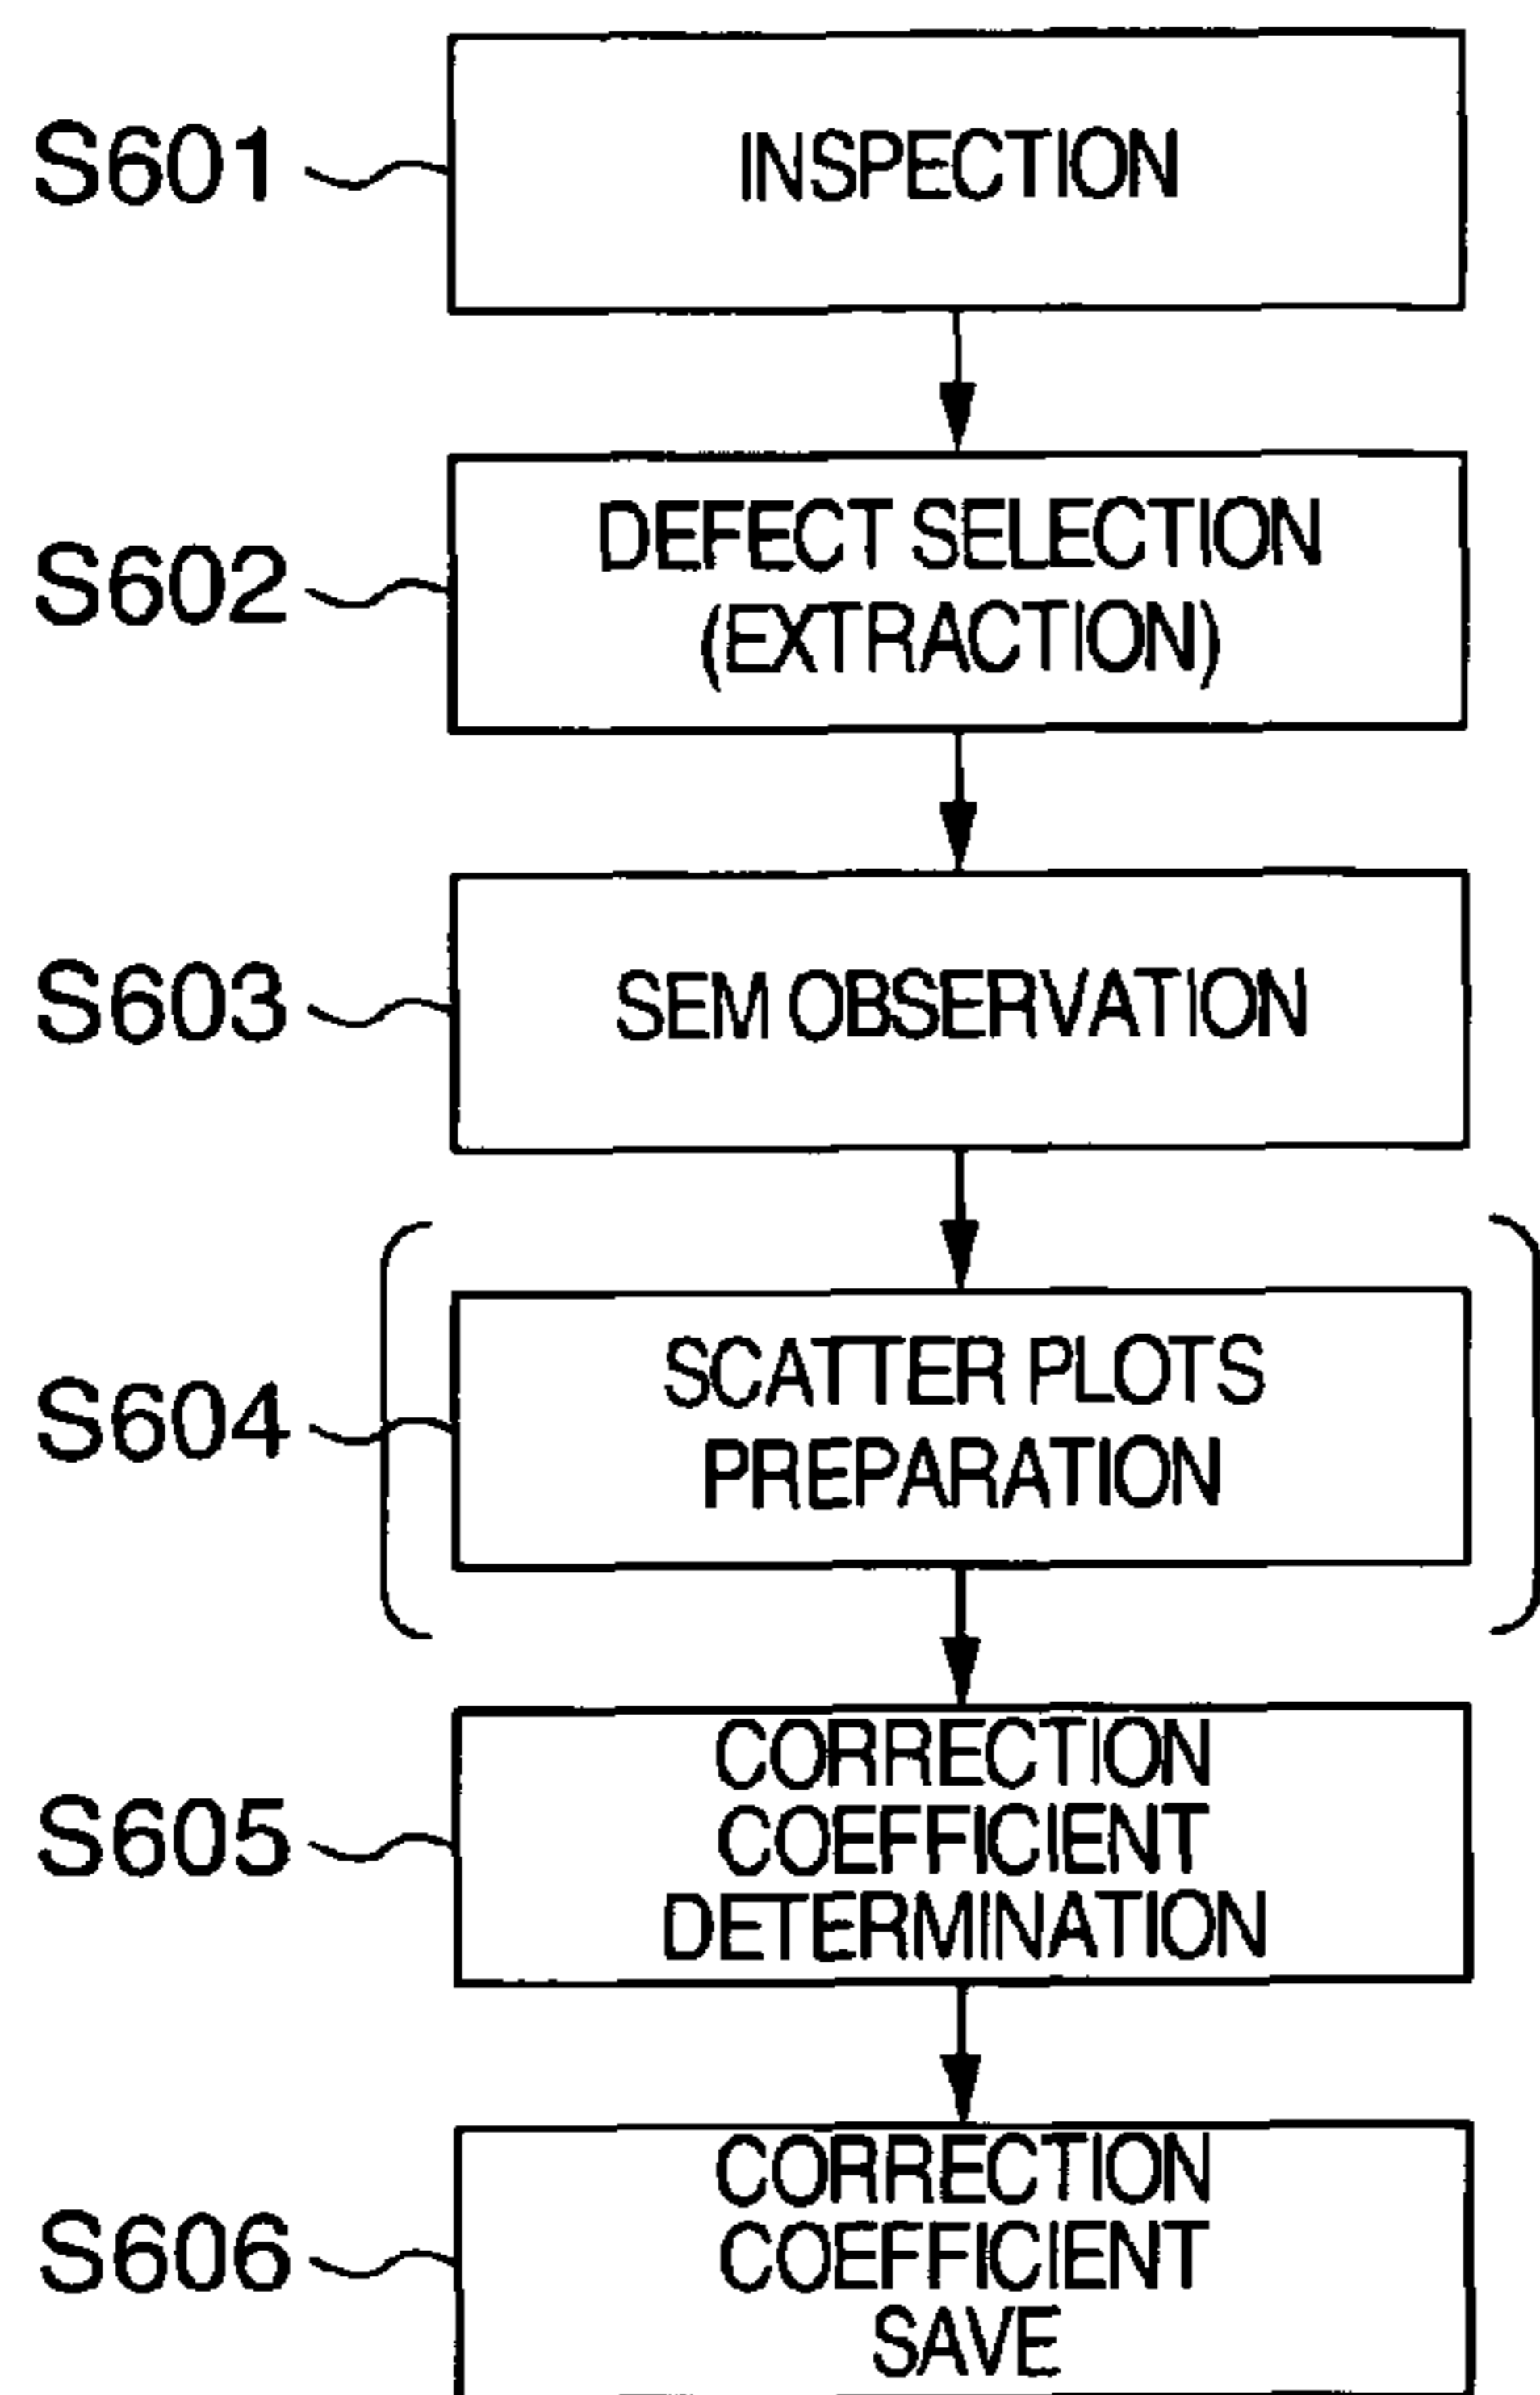 S601
INSPECTION
S602
DEFECT SELECTION
(EXTRACTION)
S603
SEM OBSERVATION
S604
SCATTER PLOTS
PREPARATION
S605
CORRECTION
COEFFICIENT
DETERMINATION
S606
CORRECTION
COEFFICIENT
SAVE